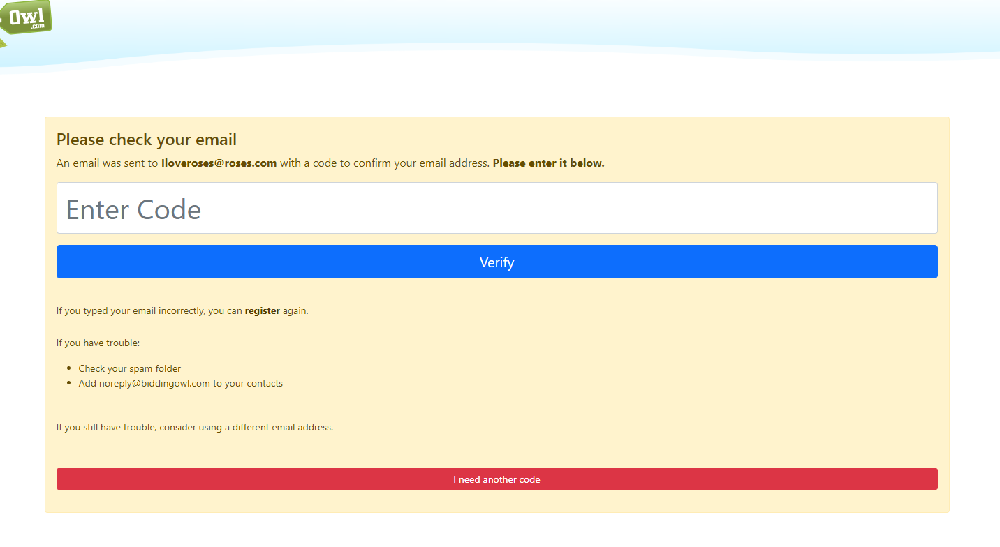 Owl
.com
Please check your email
An email was sent to Iloveroses@roses.com with a code to confirm your email address. Please enter it below.
Enter Code
Verify
If you typed your email incorrectly, you can register again.
If you have trouble:
• Check your spam folder
• Add noreply@biddingowl.com to your contacts
If you still have trouble, consider using a different email address.
I need another code